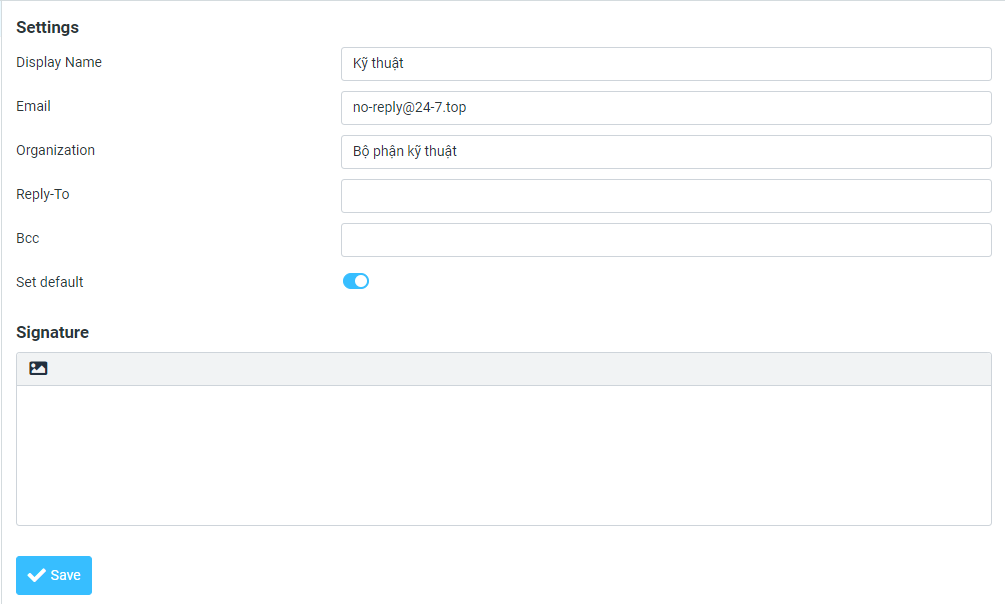 Settings
Display Name
Kỹ thuật
Email
no-reply@24-7.top
Organization
Bộ phận kỹ thuật
Reply-To
Bcc
Set default
Signature
Save